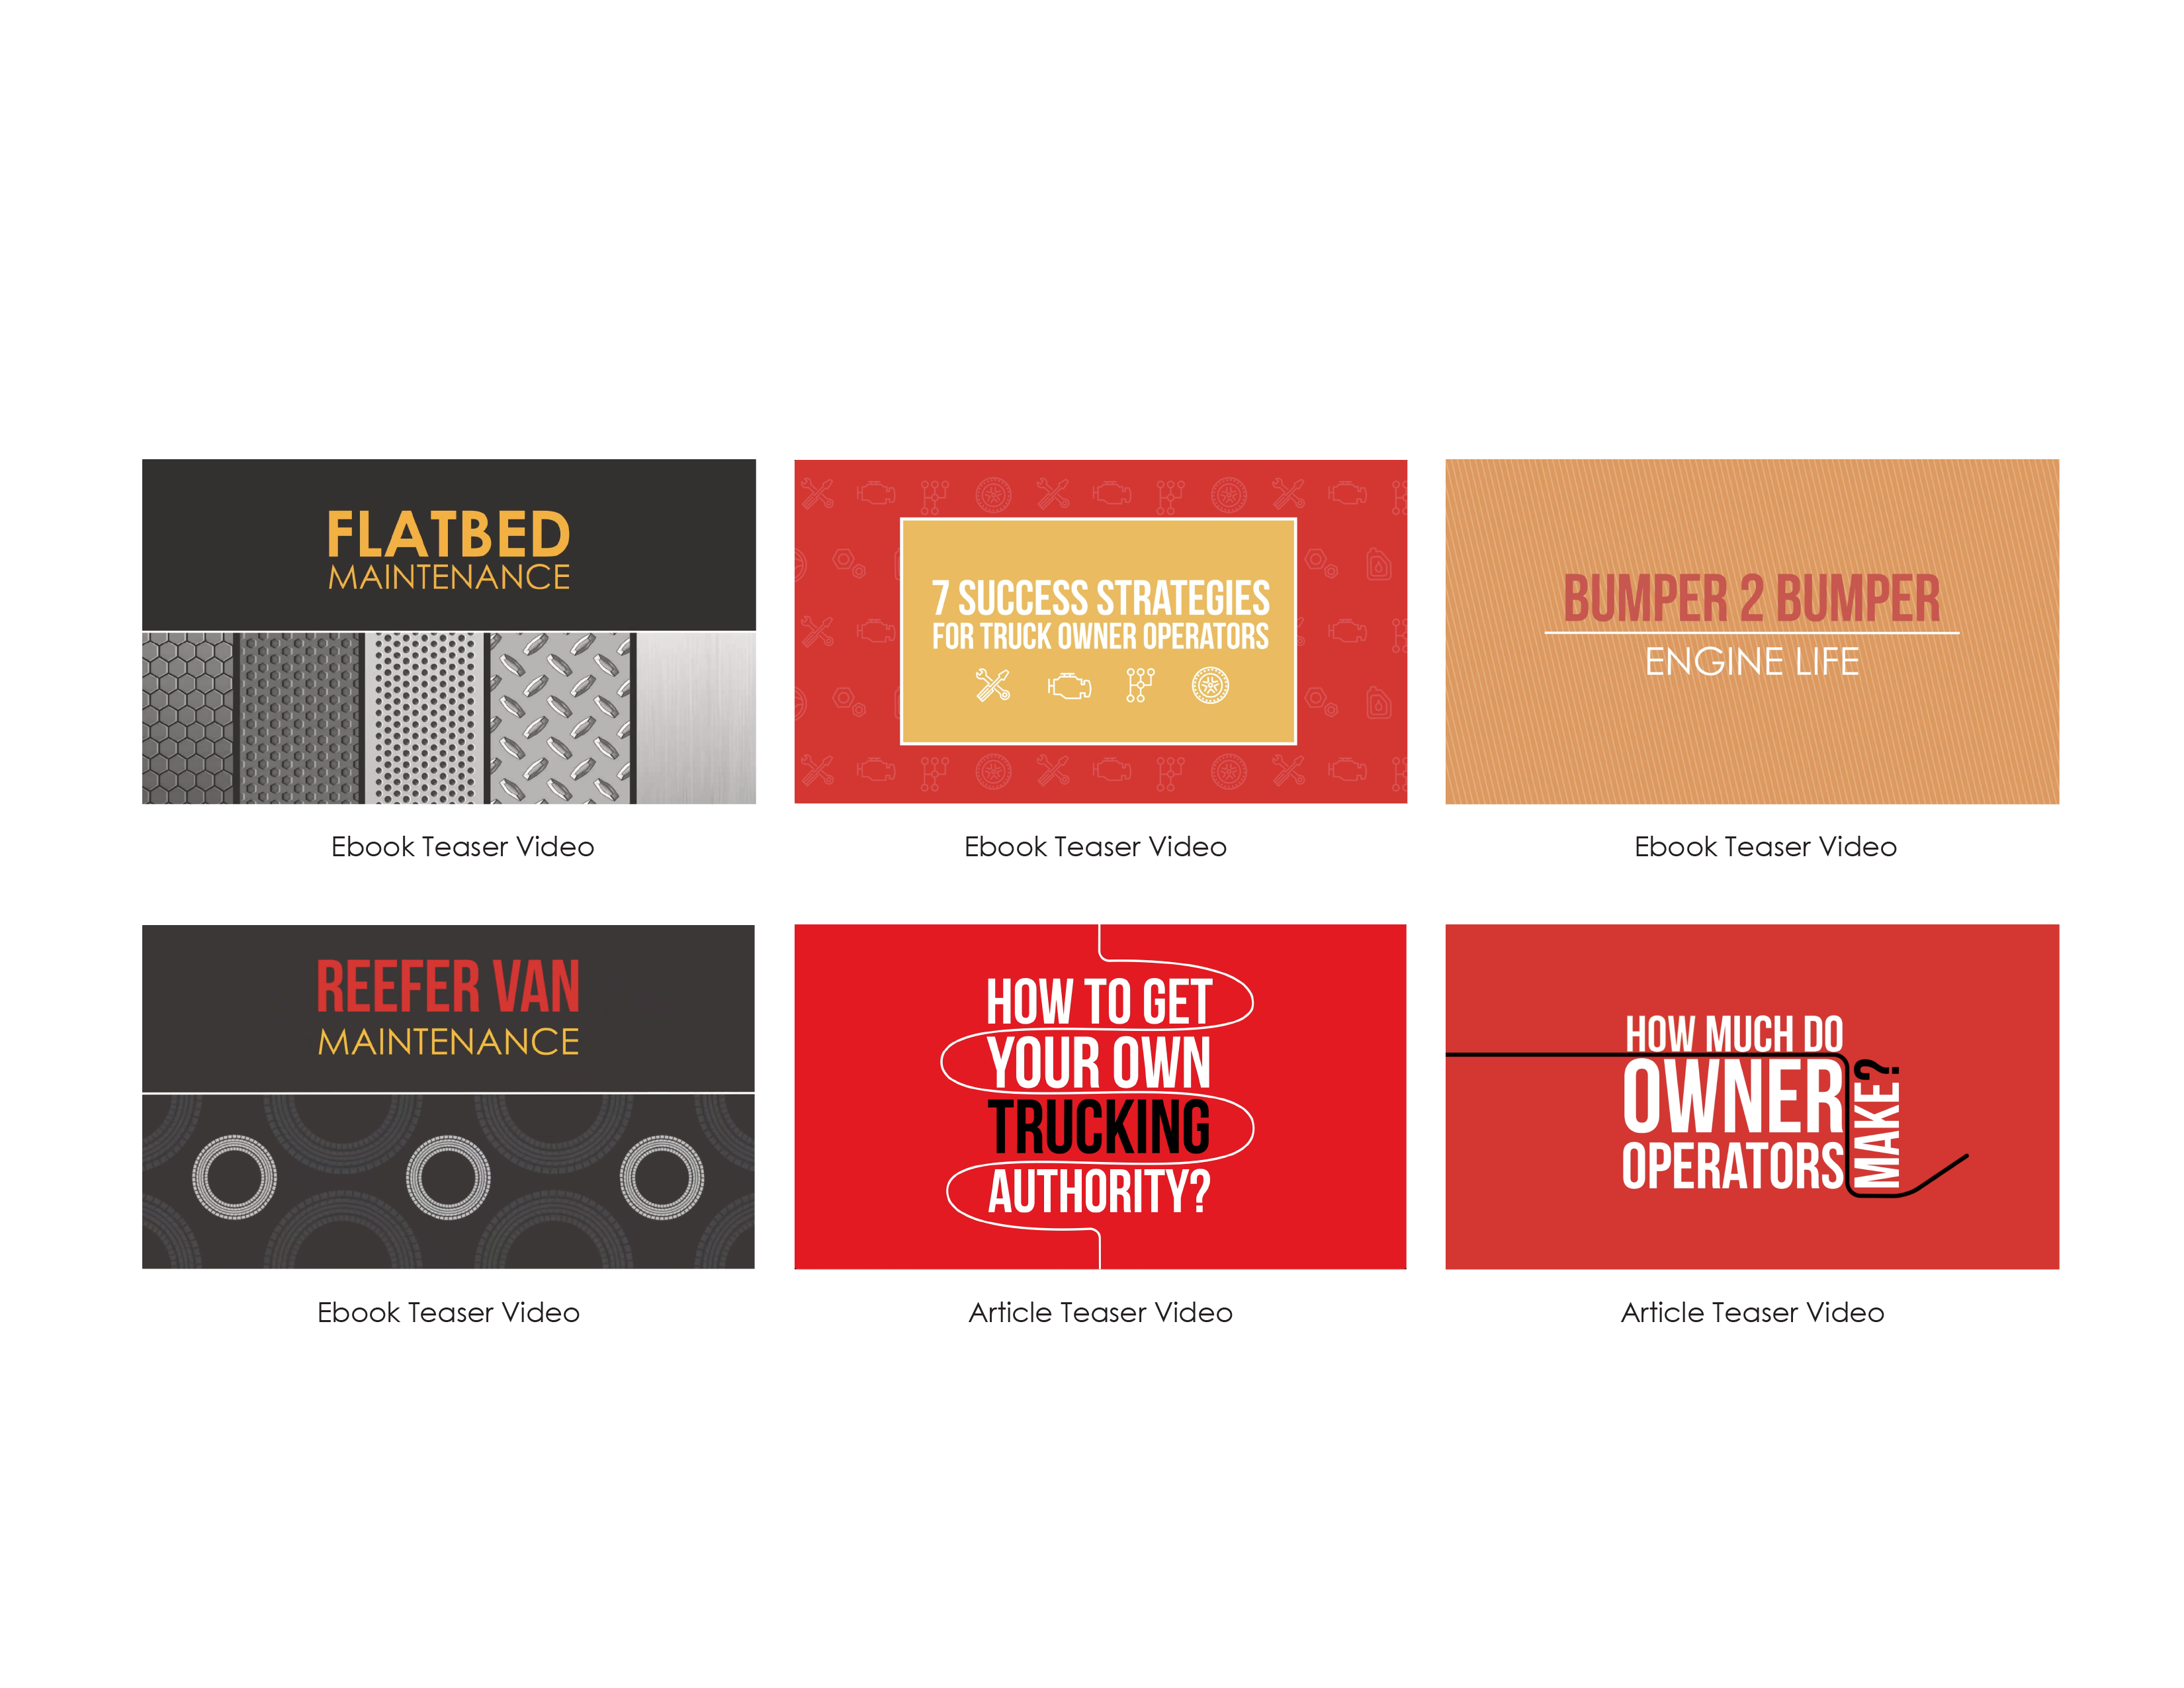 FLATBED
MAINTENANCE
Ebook Teaser Video
7 SUCCESS STRATEGIES
FOR TRUCK OWNER OPERATORS
Ebook Teaser Video
BUMPER 2 BUMPER
ENGINE LIFE
Ebook Teaser Video
REEFER VAN
MAINTENANCE
Ebook Teaser Video
HOW TO GET
YOUR OWN
TRUCKING
AUTHORITY?
Article Teaser Video
HOW MUCH DO
OWNER
OPERATORS
MAKE?
Article Teaser Video